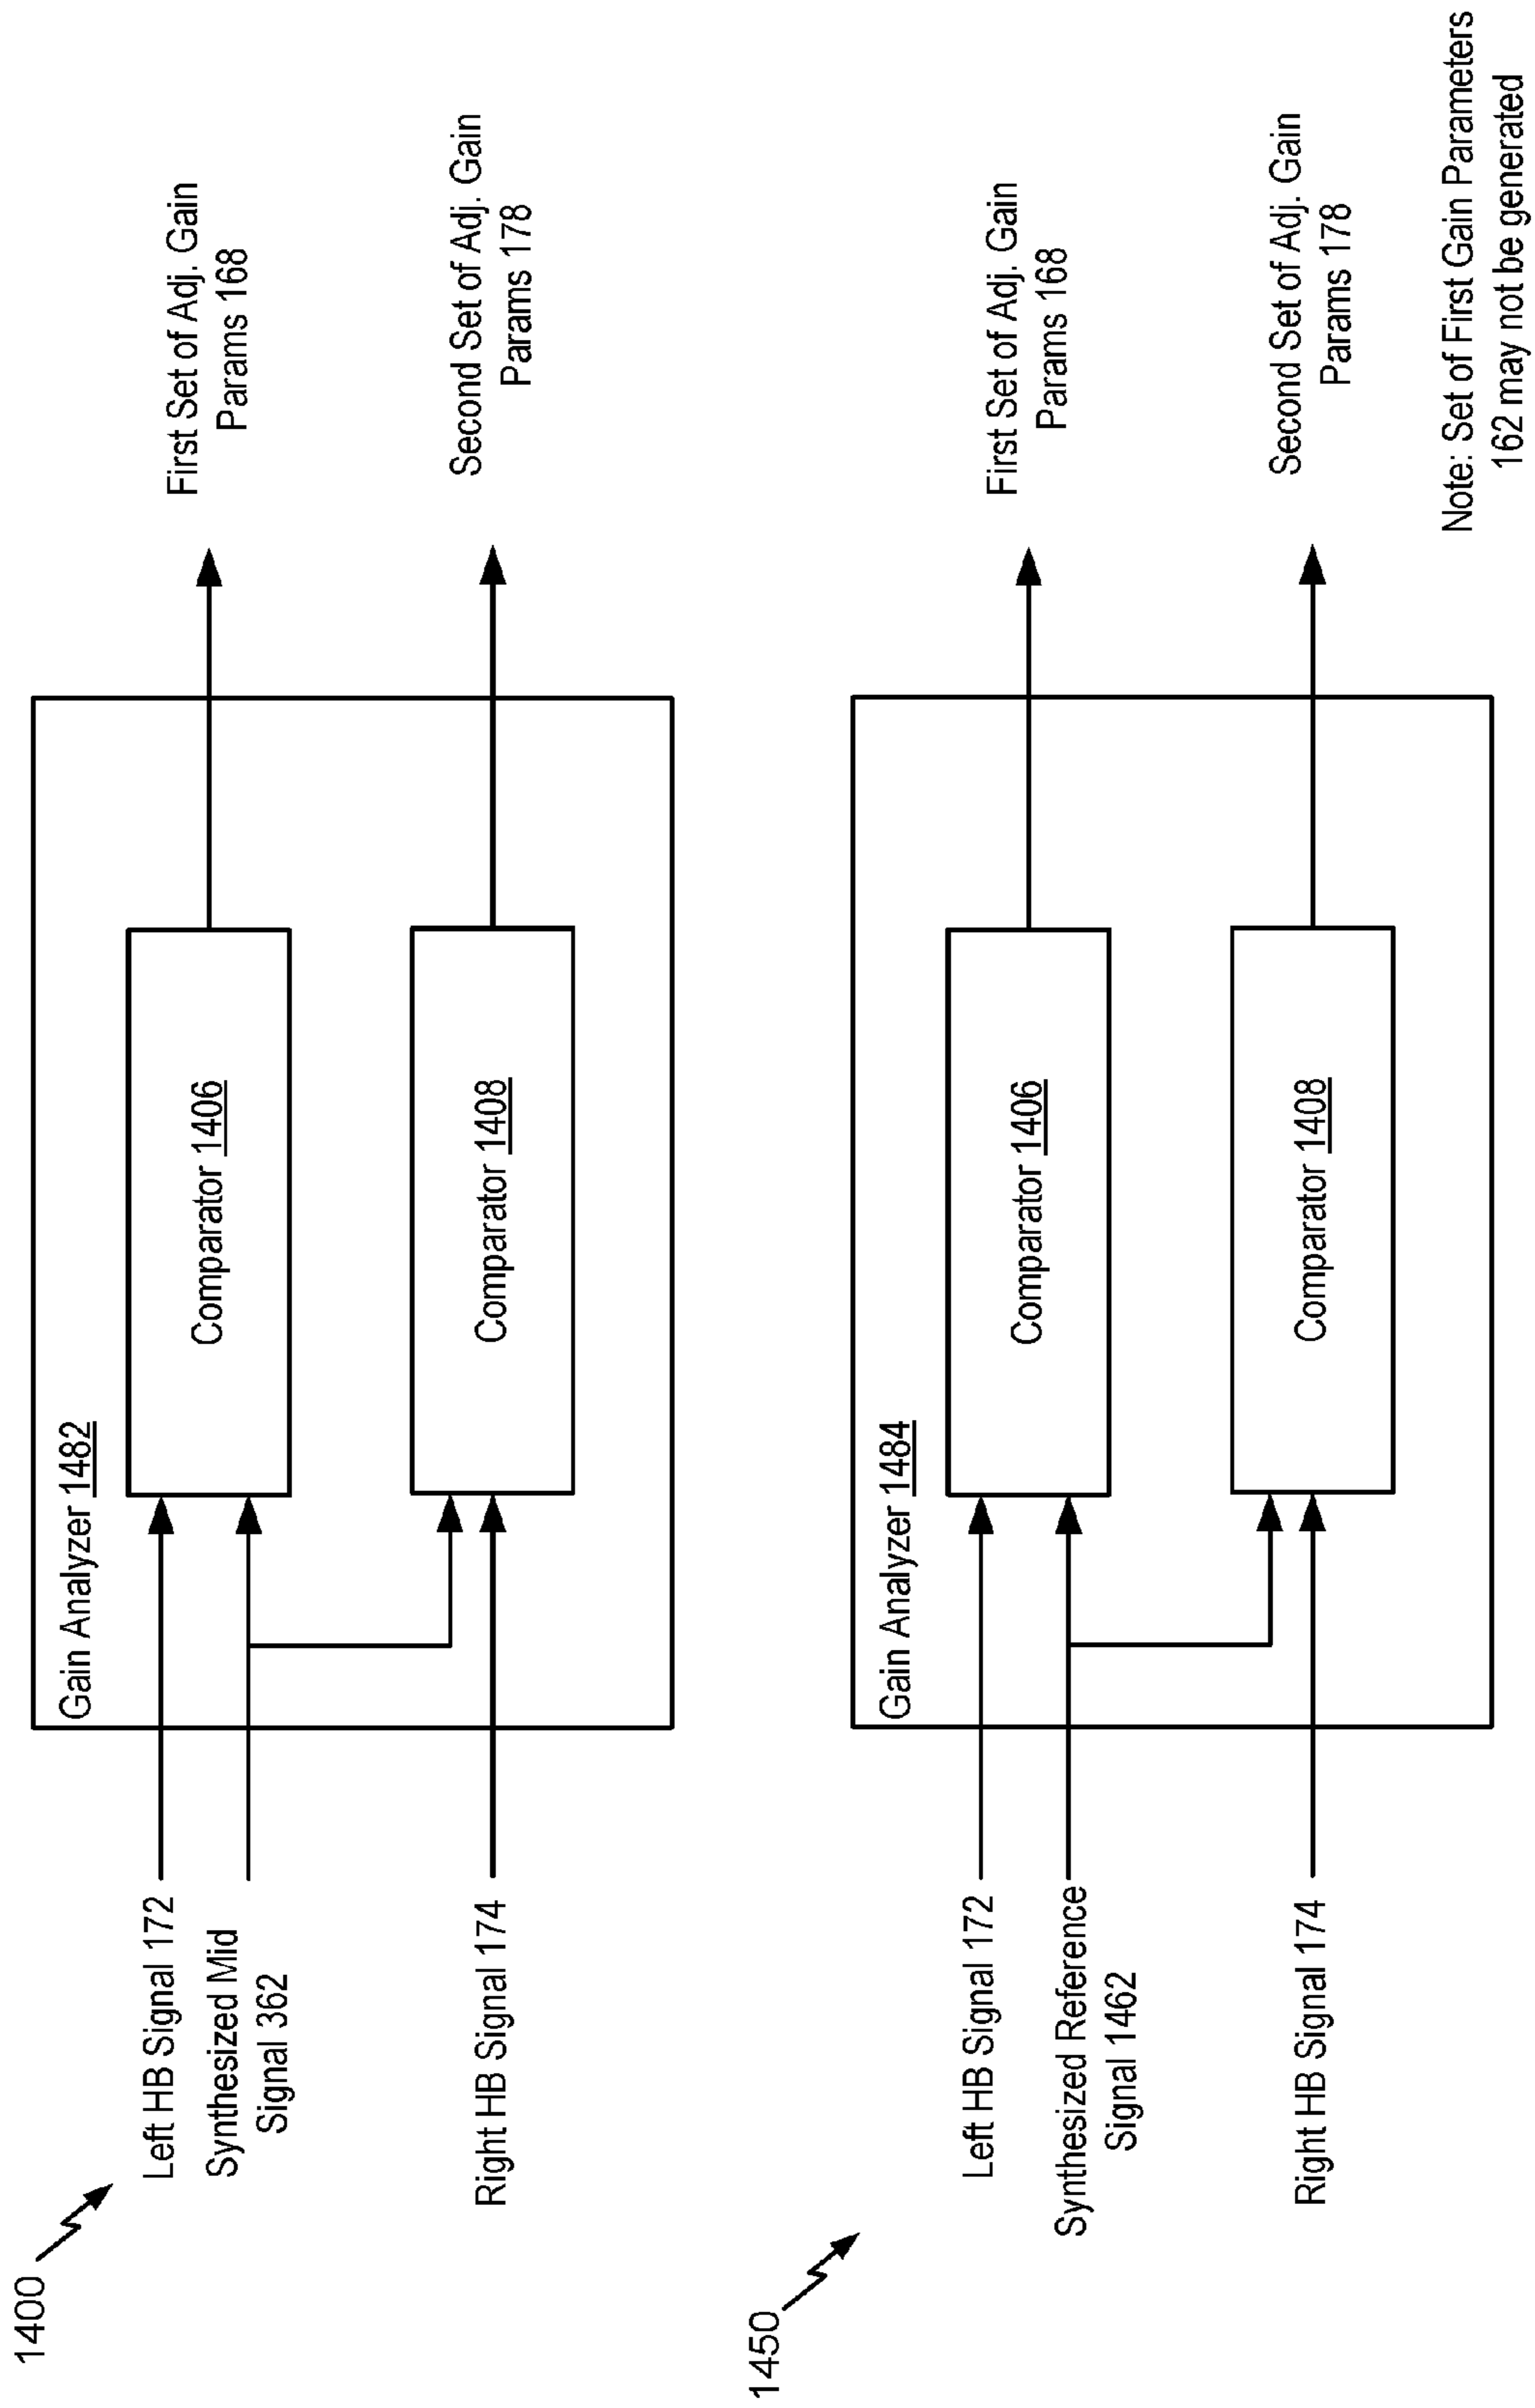 1400
Left HB Signal 172
Synthesized Mid
Signal 362
Right HB Signal 174
Gain Analyzer 1482
Comparator 1406
Comparator 1408
First Set of Adj. Gain
Params 168
Second Set of Adj. Gain
Params 178
1450
Left HB Signal 172
Synthesized Reference
Signal 1462
Right HB Signal 174
Gain Analyzer 1484
Comparator 1406
Comparator 1408
First Set of Adj. Gain
Params 168
Second Set of Adj. Gain
Params 178
Note: Set of First Gain Parameters
162 may not be generated